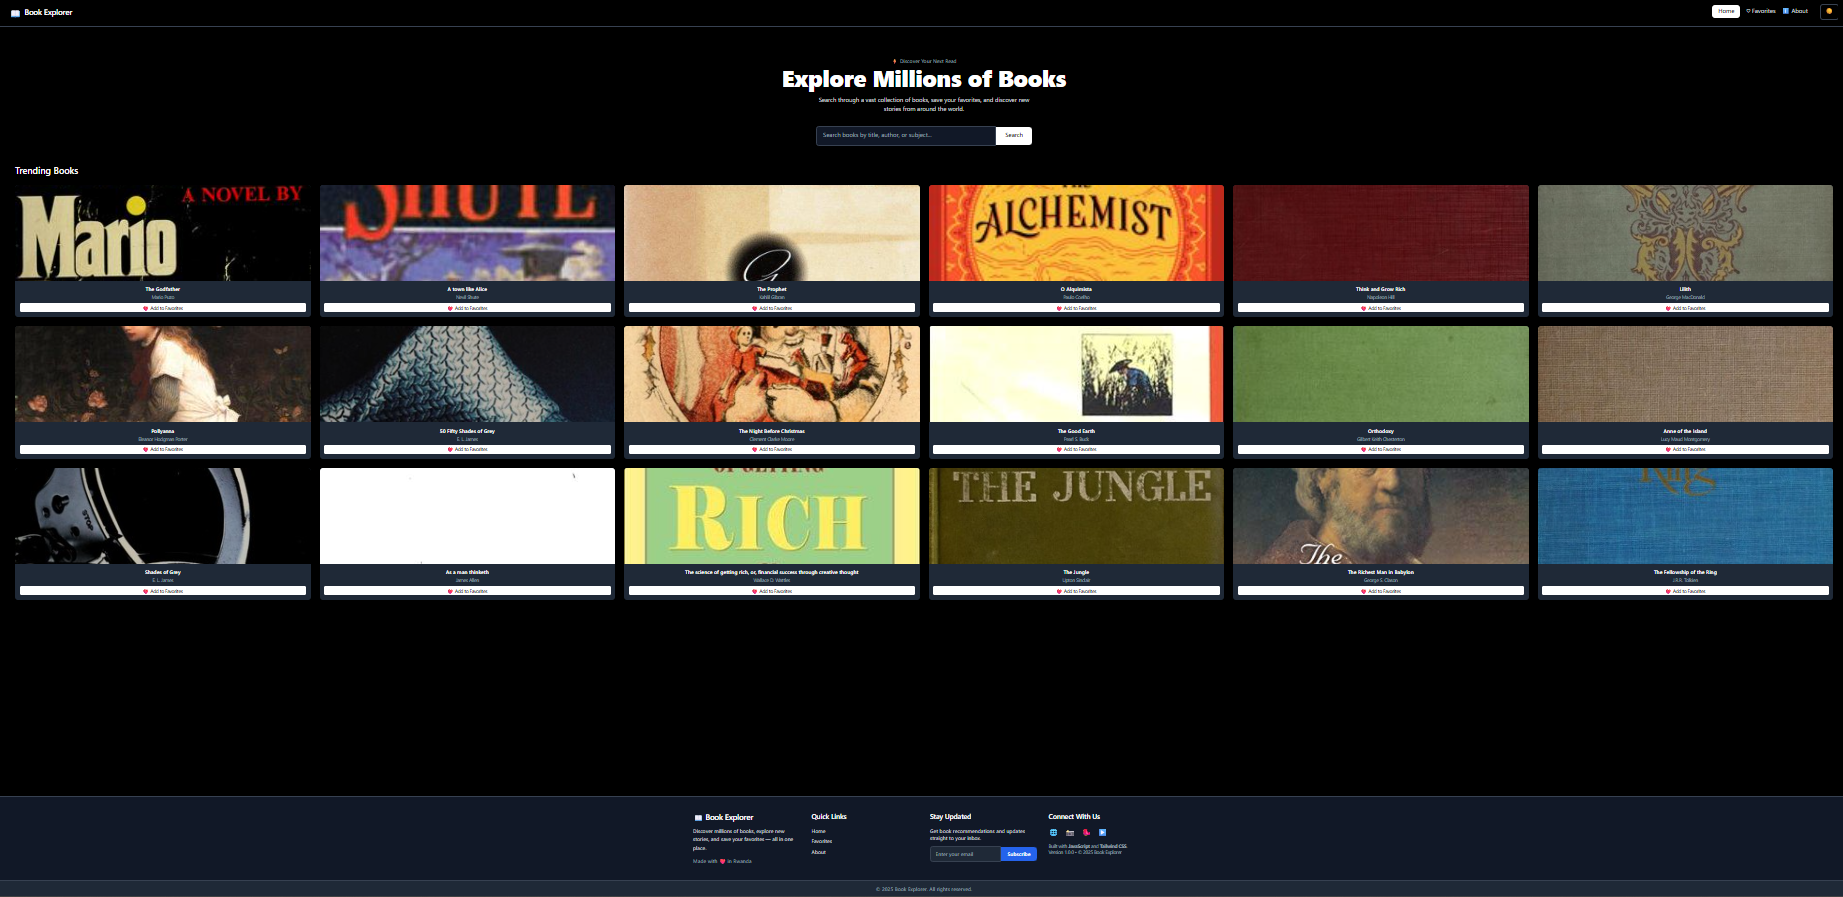 Book Explorer
Home
Favorites
About
Discover Your Next Read
Explore Millions of Books
Search through a vast collection of books, save your favorites, and discover new
stories from around the world.
Search books by title, author, or subject...
Search
Trending Books
A NOVEL BY
Mario
SHUTE
ALCHEMIST
The Godfather
Mario Puzo
Add to Favorites
A town like Alice
Nevil Shute
Add to Favorites
The Prophet
Kahlil Gibran
Add to Favorites
O Alquimista
Paulo Coelho
Add to Favorites
Think and Grow Rich
Napoleon Hill
Add to Favorites
Lilith
George MacDonald
Add to Favorites
Pollyanna
Eleanor Hodgman Porter
Add to Favorites
50 Fifty Shades of Grey
E. L. James
Add to Favorites
The Night Before Christmas
Clement Clarke Moore
Add to Favorites
The Good Earth
Pearl S. Buck
Add to Favorites
Orthodoxy
Gilbert Keith Chesterton
Add to Favorites
Anne of the Island
Lucy Maud Montgomery
Add to Favorites
STOP
OF GETTING
RICH
THE JUNGLE
The
Ring
Shades of Grey
E. L. James
Add to Favorites
As a man thinketh
James Allen
Add to Favorites
The science of getting rich, or, financial success through creative thought
Wallace D. Wattles
Add to Favorites
The Jungle
Upton Sinclair
Add to Favorites
The Richest Man in Babylon
George S. Clason
Add to Favorites
The Fellowship of the Ring
J.R.R. Tolkien
Add to Favorites
Book Explorer
Discover millions of books, explore new
stories, and save your favorites — all in one
place.
Made with ❤️ in Rwanda
Quick Links
Home
Favorites
About
Stay Updated
Get book recommendations and updates
straight to your inbox.
Enter your email
Subscribe
Connect With Us
Built with JavaScript and Tailwind CSS
Version 1.0.0 • © 2025 Book Explorer
© 2025 Book Explorer. All rights reserved.